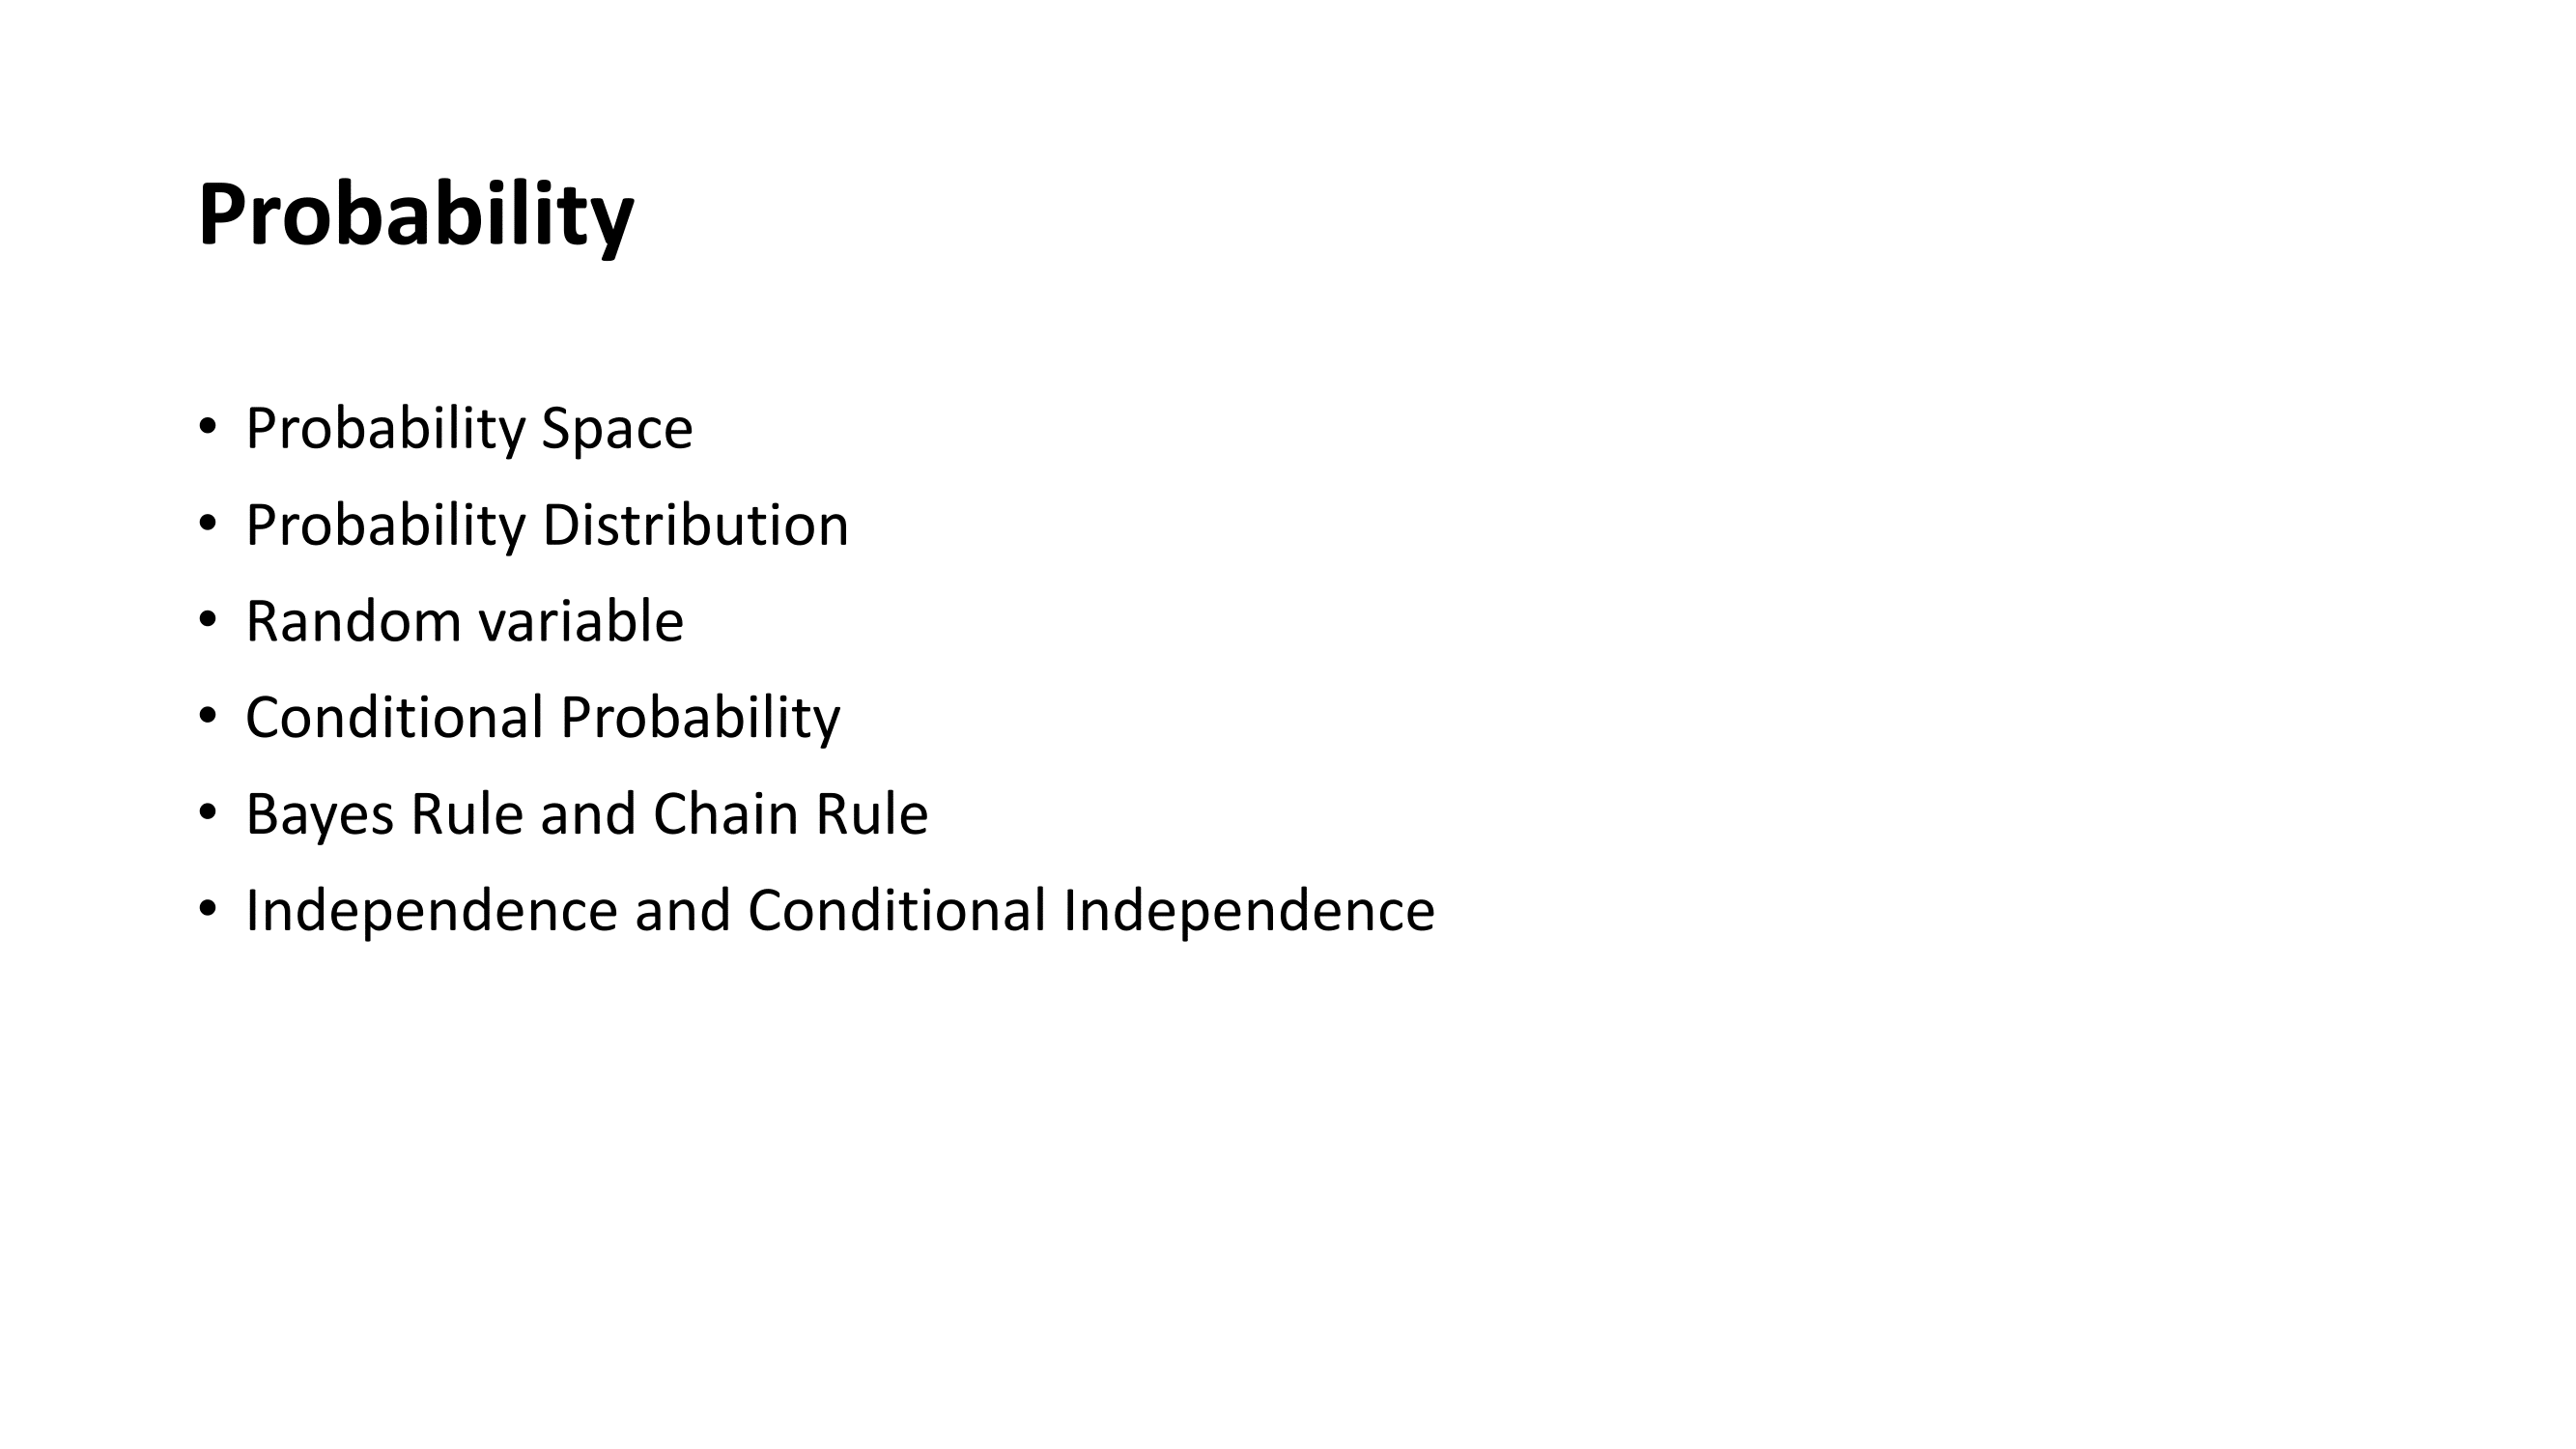 Probability
• Probability Space
• Probability Distribution
• Random variable
• Conditional Probability
• Bayes Rule and Chain Rule
• Independence and Conditional Independence